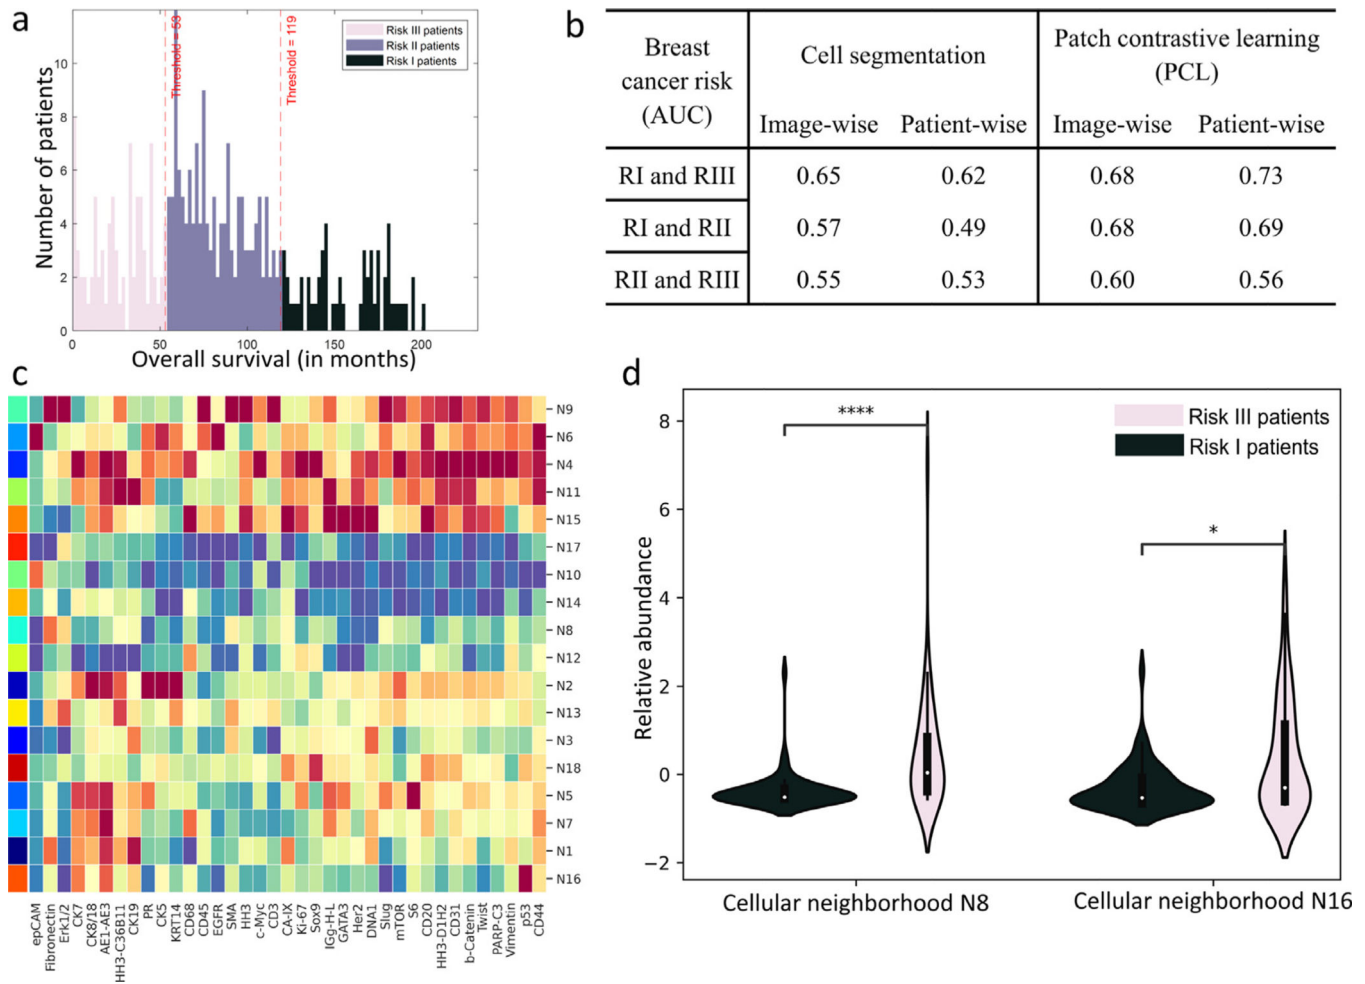 a
Number of patients
10
8
6
4
2
0
0
50
100
150
200
Overall survival (in months)
Threshold = 53
Threshold = 119
Risk III patients
Risk II patients
Risk I patients
b
Breast cancer risk (AUC)
Cell segmentation
Patch contrastive learning (PCL)
Image-wise Patient-wise Image-wise Patient-wise
RI and RIII 0.65 0.62 0.68 0.73
RI and RII 0.57 0.49 0.68 0.69
RII and RIII 0.55 0.53 0.60 0.56
c
N9
N6
N4
N11
N15
N17
N10
N14
N8
N12
N2
N13
N3
N18
N5
N7
N1
N16
epCAM
Fibronectin
Erk1/2
CK7
CK8/18
AE1-AE3
HH3-C36B11
CK19
PR
CK5
KRT14
CD68
CD45
EGFR
SMA
HH3
c-Myc
CD3
CA-IX
Ki-67
Sox9
IGg-H-L
GATA3
Her2
DNA1
Slug
mTOR
S6
CD20
HH3-D1H2
CD31
b-Catenin
Twist
PARP-C3
Vimentin
p53
CD44
d
Relative abundance
8
6
4
2
0
−2
****
*
Risk III patients
Risk I patients
Cellular neighborhood N8
Cellular neighborhood N16